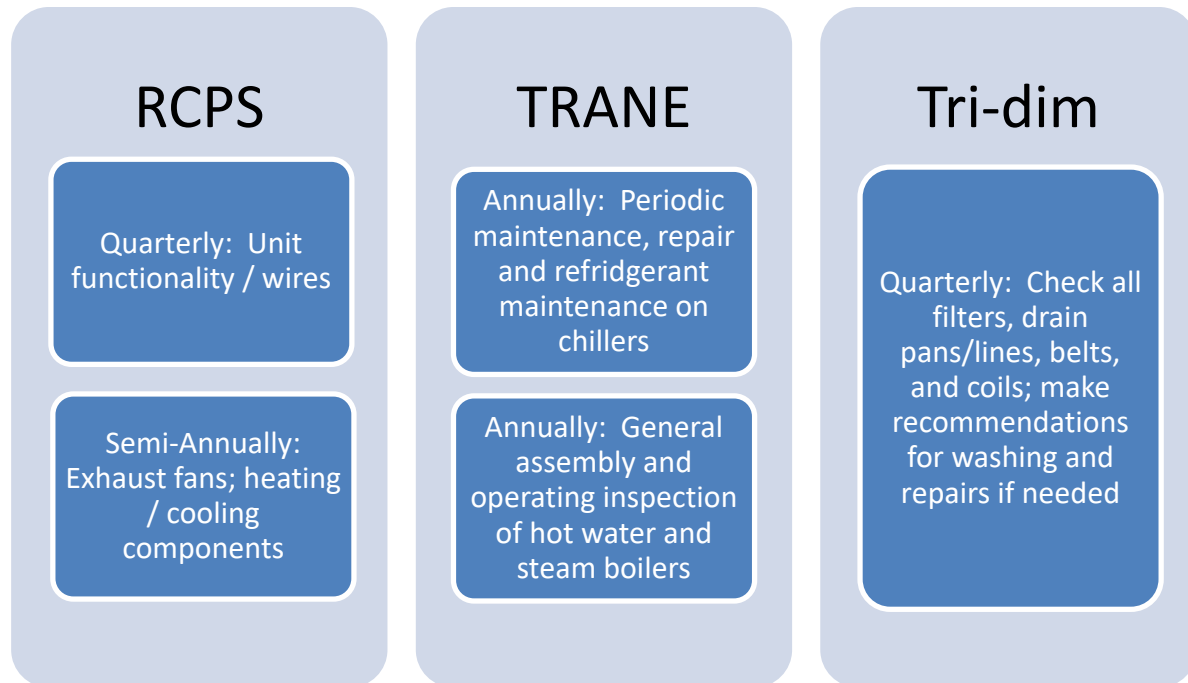 RCPS
Quarterly:  Unit
functionality / wires
Semi-Annually:
Exhaust fans; heating
/ cooling
components
TRANE
Annually:  Periodic
maintenance, repair
and refridgerant
maintenance on
chillers
Annually:  General
assembly and
operating inspection
of hot water and
steam boilers
Tri-dim
Quarterly:  Check all
filters, drain
pans/lines, belts,
and coils; make
recommendations
for washing and
repairs if needed